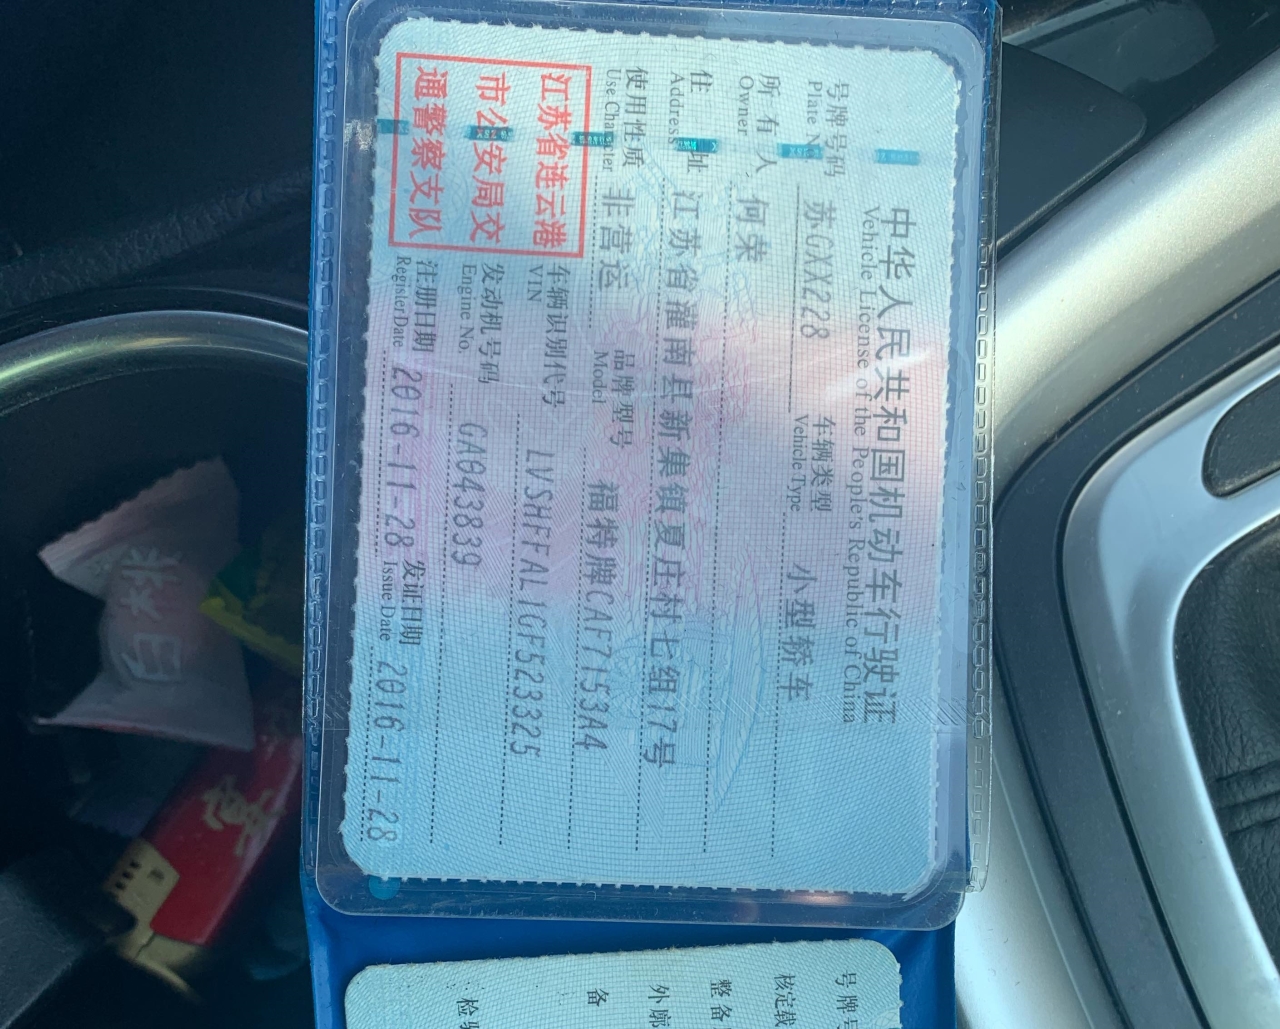 中华人民共和国机动车行驶证
Vehicle License of the People's Republic of China
号牌号码 苏GXX228 车辆类型 小型轿车
Plate No. Vehicle Type
所有人 何荣
Owner
住址 江苏省灌南县新集镇夏庄村七组17号
Address
使用性质 非营运 品牌型号 福特牌CAF7153A4
Use Character Model
江苏省连云港
市公安局交
通警察支队
车辆识别代号 LVSHFFAL1GF523325
VIN
发动机号码 GA043839
Engine No.
注册日期 2016-11-28 发证日期 2016-11-28
Register Date Issue Date
号牌号
核定载
整备
外廓
备
检验